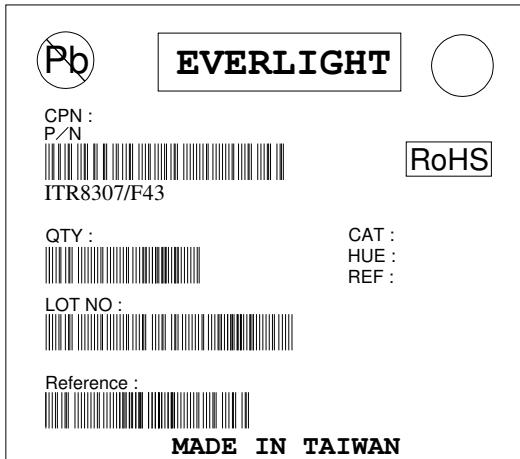 Pb
EVERLIGHT
CPN :
P/N
RoHS
ITR8307/F43
QTY :
CAT :
HUE :
REF :
LOT NO :
Reference :
MADE IN TAIWAN